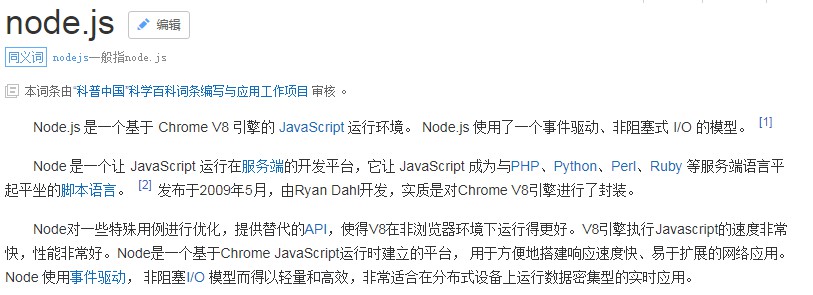 node.js 编辑
同义词 nodejs一般指node.js
本词条由“科普中国”科学百科词条编写与应用工作项目 审核 。
Node.js 是一个基于 Chrome V8 引擎的 JavaScript 运行环境。 Node.js 使用了一个事件驱动、非阻塞式 I/O 的模型。 [1]
Node 是一个让 JavaScript 运行在服务端的开发平台，它让 JavaScript 成为与PHP、Python、Perl、Ruby 等服务端语言平
起平坐的脚本语言。 [2] 发布于2009年5月，由Ryan Dahl开发，实质是对Chrome V8引擎进行了封装。
Node对一些特殊用例进行优化，提供替代的API，使得V8在非浏览器环境下运行得更好。V8引擎执行Javascript的速度非常
快，性能非常好。Node是一个基于Chrome JavaScript运行时建立的平台， 用于方便地搭建响应速度快、易于扩展的网络应用。
Node 使用事件驱动， 非阻塞I/O 模型而得以轻量和高效，非常适合在分布式设备上运行数据密集型的实时应用。